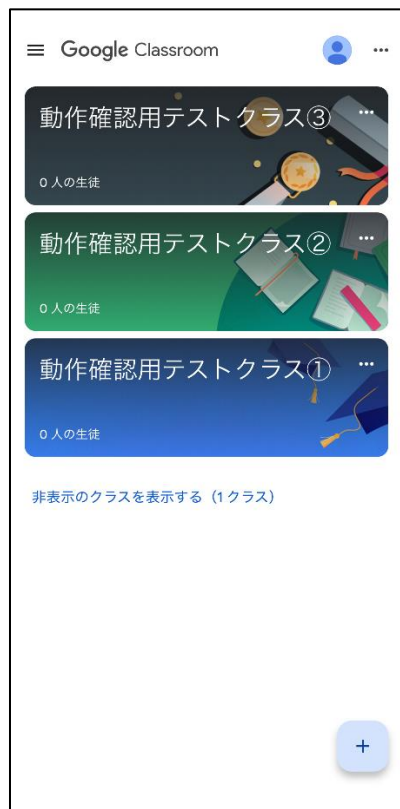 Google Classroom
動作確認用テストクラス③
0 人の生徒
動作確認用テストクラス②
0 人の生徒
動作確認用テストクラス①
0 人の生徒
非表示のクラスを表示する（1 クラス）